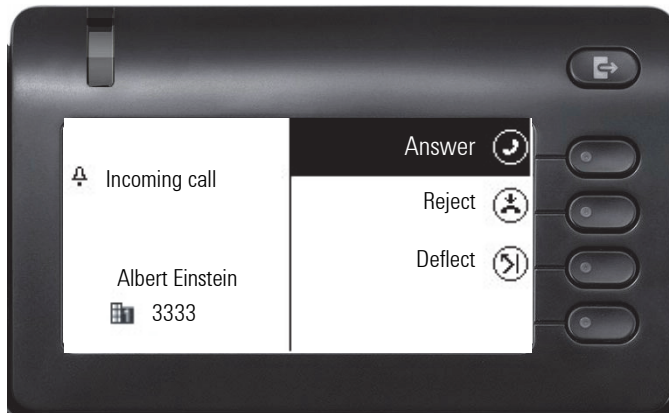 Incoming call
Albert Einstein
3333
Answer
Reject
Deflect